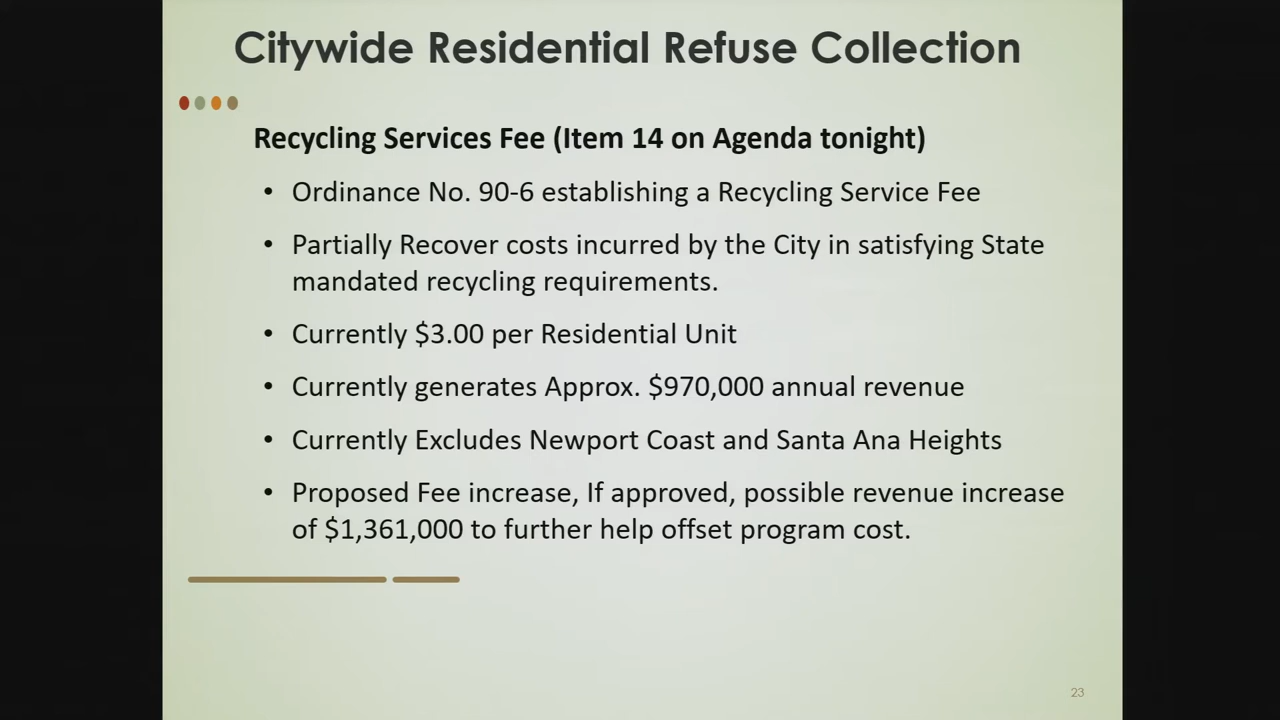 Citywide Residential Refuse Collection
Recycling Services Fee (Item 14 on Agenda tonight)
• Ordinance No. 90-6 establishing a Recycling Service Fee
• Partially Recover costs incurred by the City in satisfying State
mandated recycling requirements.
• Currently $3.00 per Residential Unit
• Currently generates Approx. $970,000 annual revenue
• Currently Excludes Newport Coast and Santa Ana Heights
• Proposed Fee increase, If approved, possible revenue increase
of $1,361,000 to further help offset program cost.
23